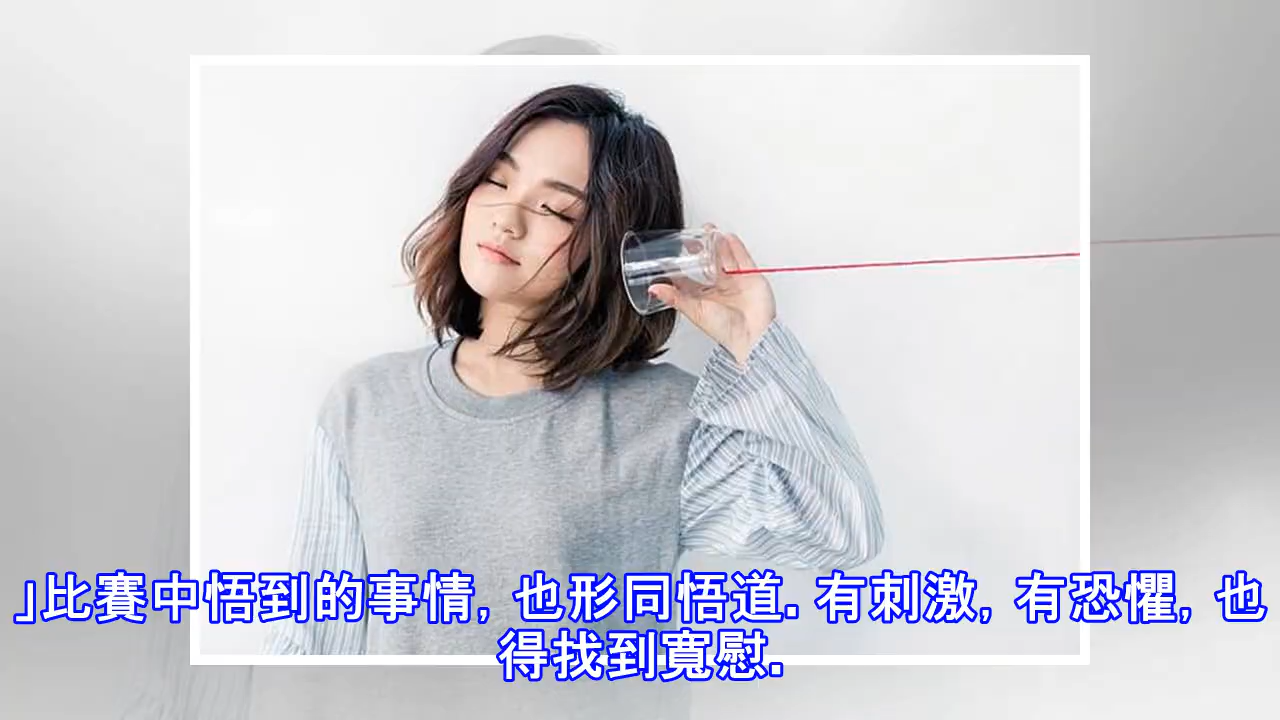 」比賽中悟到的事情, 也形同悟道. 有刺激, 有恐懼, 也
得找到寬慰.